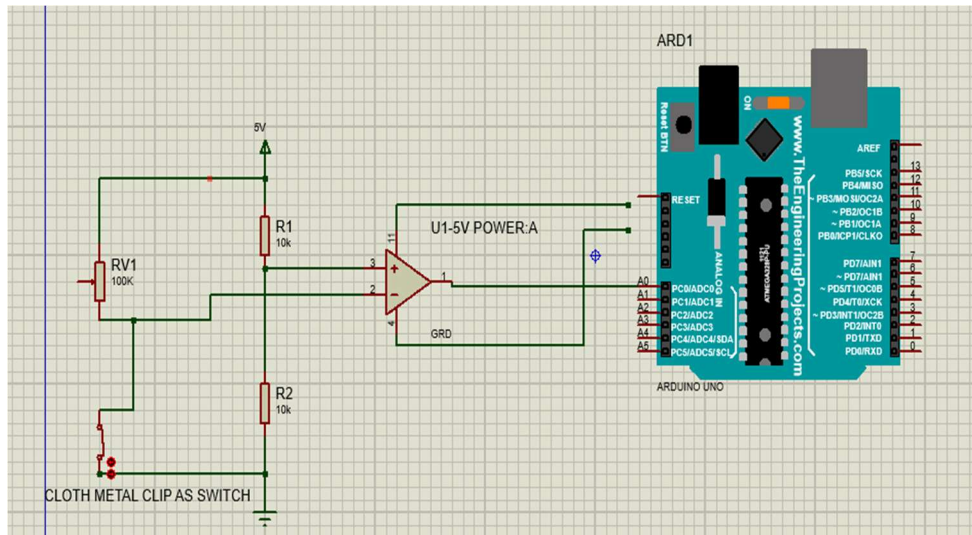 ARD1
5V
R1
10k
RV1
100K
R2
10k
CLOTH METAL CLIP AS SWITCH
U1-5V POWER:A
3
2
1
11
4
GRD
Reset BTN
ON
www.TheEngineeringProjects.com
RESET
ANALOG IN
A0
A1
A2
A3
A4
A5
PC0/ADC0
PC1/ADC1
PC2/ADC2
PC3/ADC3
PC4/ADC4/SDA
PC5/ADC5/SCL
AREF
PB5/SCK 13
PB4/MISO 12
~ PB3/MOSI/OC2A 11
~ PB2/OC1B 10
~ PB1/OC1A 9
PB0/ICP1/CLKO 8
PD7/AIN1 7
~ PD7/AIN1 6
~ PD5/T1/OC0B 5
PD4/T0/XCK 4
~ PD3/INT1/OC2B 3
PD2/INT0 2
PD1/TXD 1
PD0/RXD 0
ARDUINO UNO